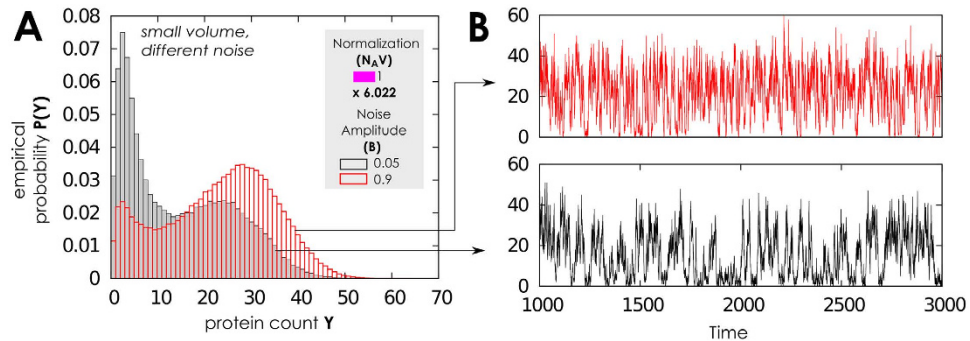 A
small volume,
different noise
Normalization
(NAV)
1
x 6.022
Noise
Amplitude
(B)
0.05
0.9
empirical
probability P(Y)
0.08
0.07
0.06
0.05
0.04
0.03
0.02
0.01
0
0 10 20 30 40 50 60 70
protein count Y
B
60
40
20
0
60
40
20
0
1000 1500 2000 2500 3000
Time